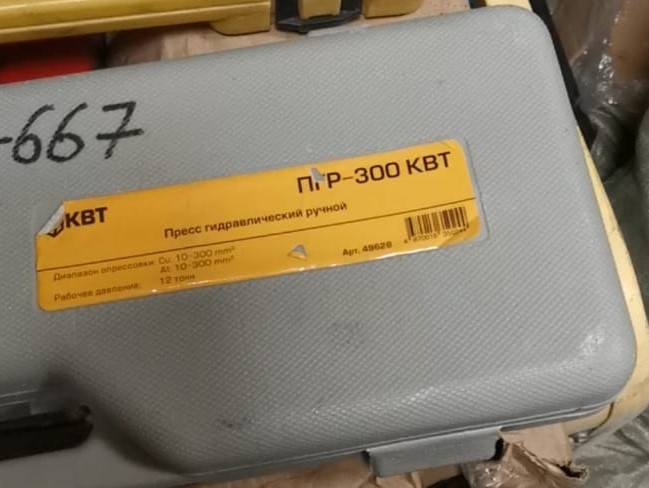 -667
КВТ
ПГР-300 КВТ
Пресс гидравлический ручной
Диапазон опрессовки: Cu: 10-300 mm²
Al: 10-300 mm²
Рабочее давление: 12 тонн
Арт. 49628